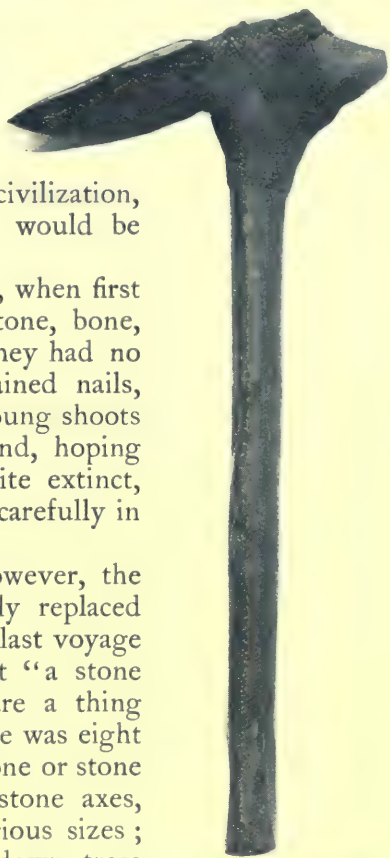 civilization,
would be
, when first
tone, bone,
hey had no
ined nails,
oung shoots
nd, hoping
ite extinct,
carefully in
owever, the
ly replaced
last voyage
t “a stone
re a thing
e was eight
one or stone
stone axes,
rious sizes ;